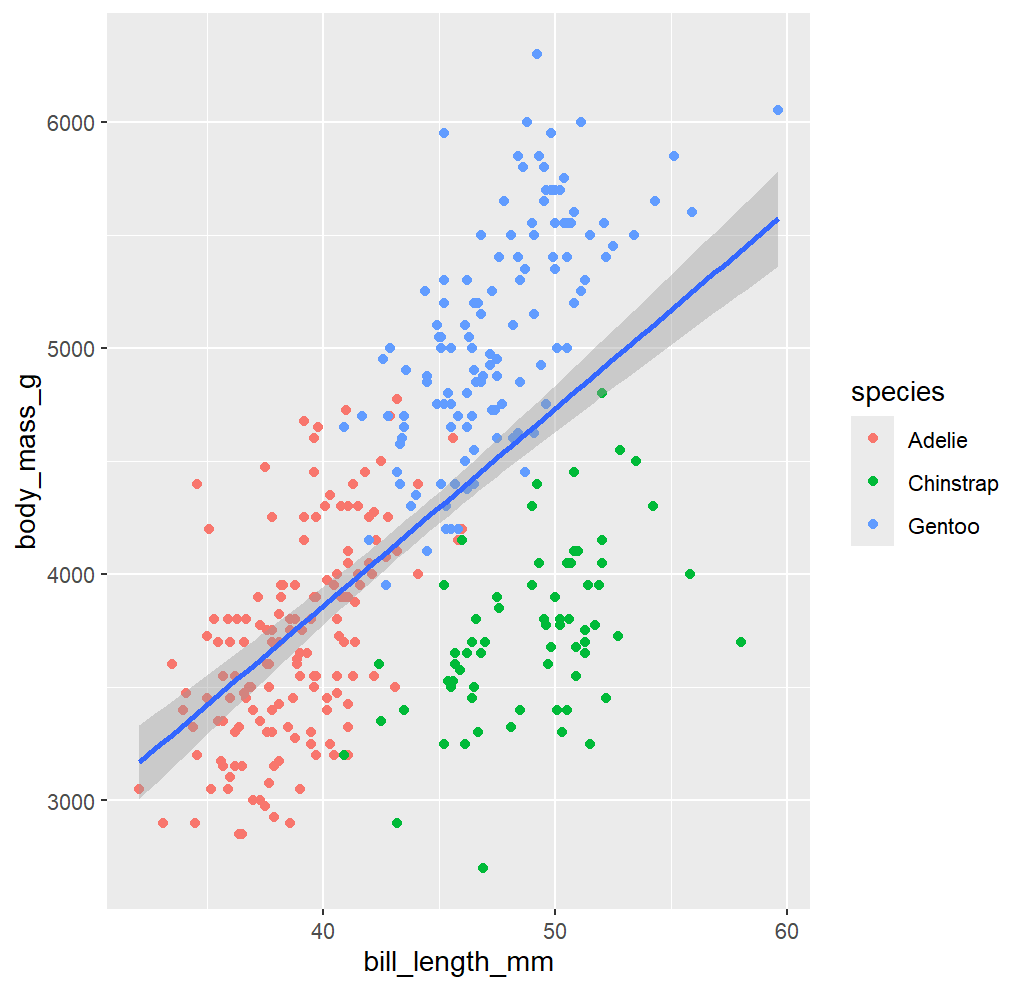 6000
5000
4000
3000
body_mass_g
40 50 60
bill_length_mm
species
Adelie
Chinstrap
Gentoo